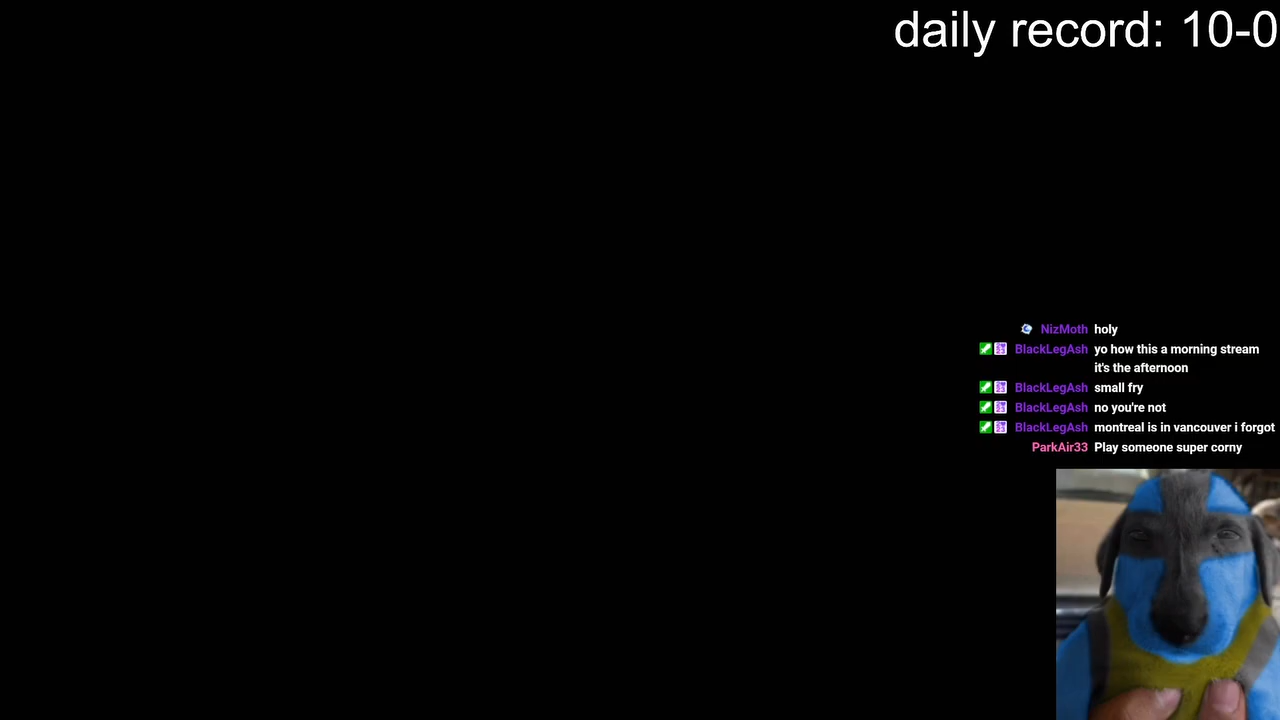 daily record: 10-0
NizMoth holy
BlackLegAsh yo how this a morning stream
it's the afternoon
BlackLegAsh small fry
BlackLegAsh no you're not
BlackLegAsh montreal is in vancouver i forgot
ParkAir33 Play someone super corny